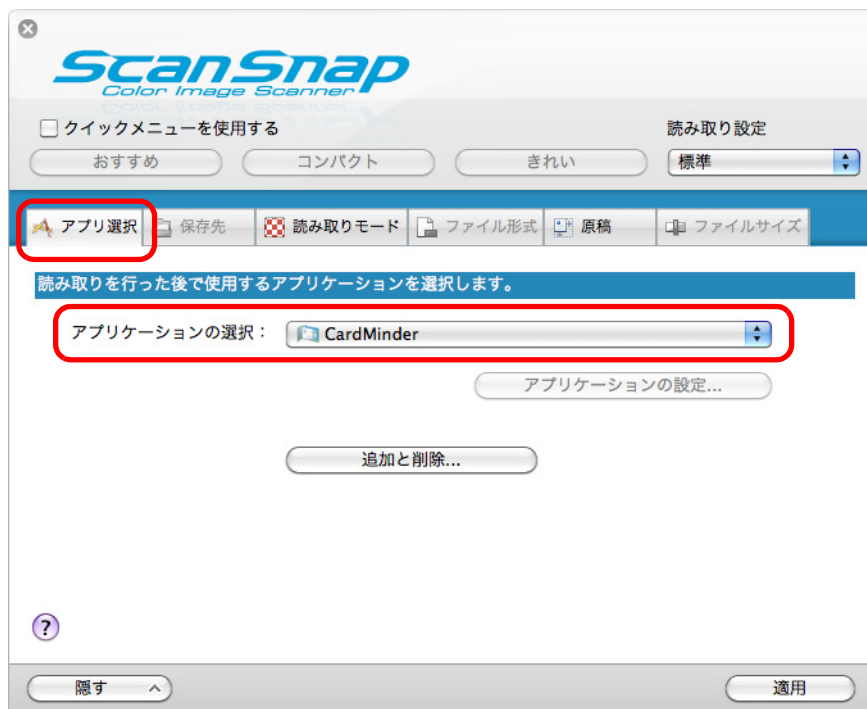 ScanSnap
Color Image Scanner
クイックメニューを使用する
読み取り設定
おすすめ
コンパクト
きれい
標準
アプリ選択
保存先
読み取りモード
ファイル形式
原稿
ファイルサイズ
読み取りを行った後で使用するアプリケーションを選択します。
アプリケーションの選択：
CardMinder
アプリケーションの設定...
追加と削除...
?
隠す
適用